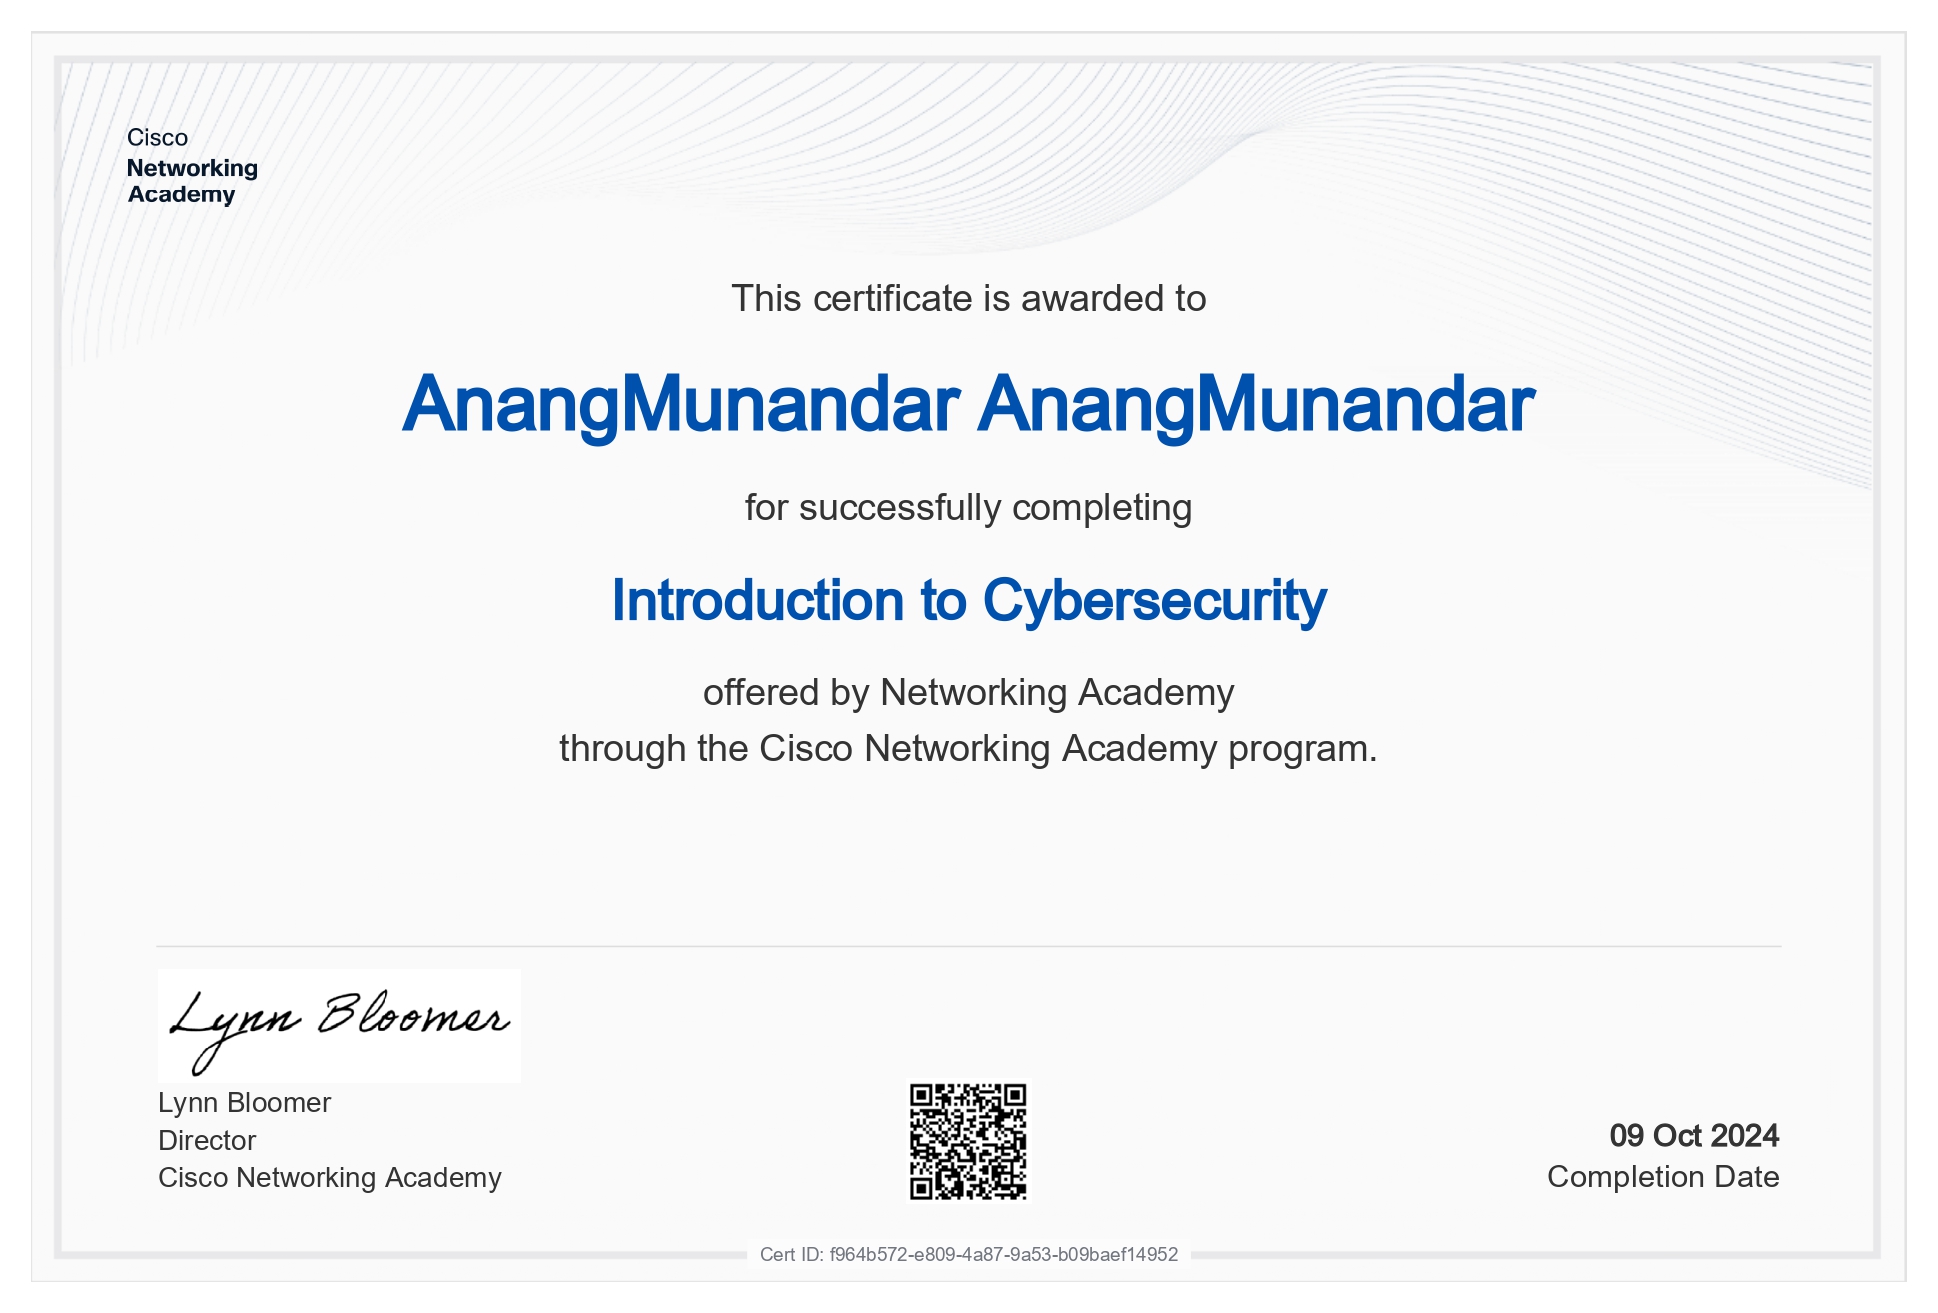 Cisco
Networking
Academy
This certificate is awarded to
AnangMunandar AnangMunandar
for successfully completing
Introduction to Cybersecurity
offered by Networking Academy
through the Cisco Networking Academy program.
Lynn Bloomer
Lynn Bloomer
Director
Cisco Networking Academy
09 Oct 2024
Completion Date
Cert ID: f964b572-e809-4a87-9a53-b09baef14952